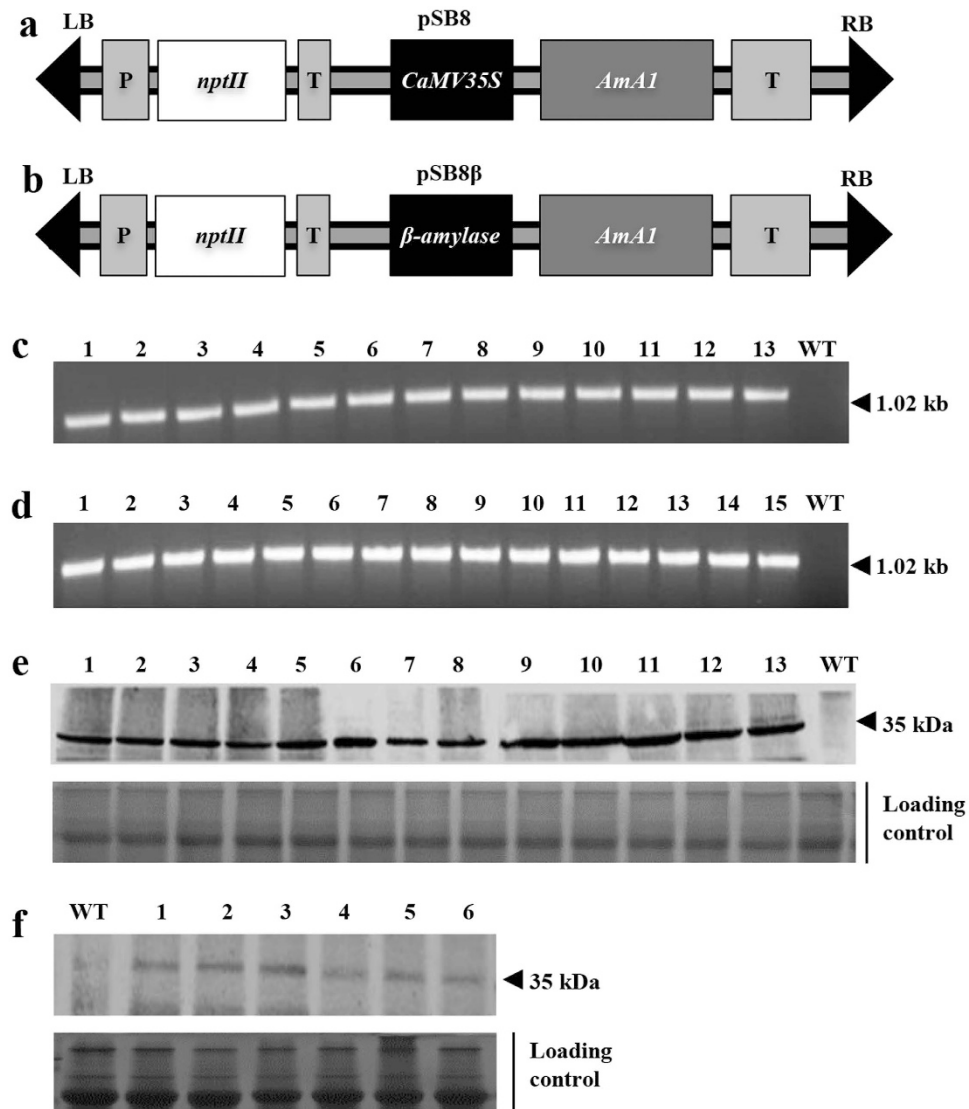 a
pSB8
LB RB
P nptII T CaMV35S AmA1 T
b
pSB8β
LB RB
P nptII T β-amylase AmA1 T
c
1 2 3 4 5 6 7 8 9 10 11 12 13 WT
1.02 kb
d
1 2 3 4 5 6 7 8 9 10 11 12 13 14 15 WT
1.02 kb
e
1 2 3 4 5 6 7 8 9 10 11 12 13 WT
35 kDa
Loading
control
f
WT 1 2 3 4 5 6
35 kDa
Loading
control